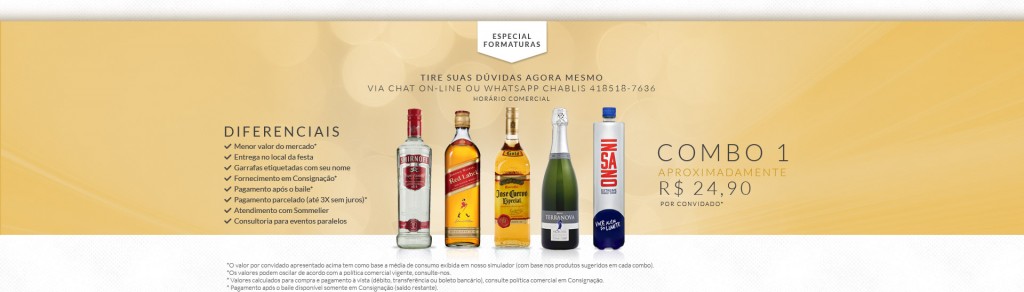 ESPECIAL
FORMATURAS
TIRE SUAS DÚVIDAS AGORA MESMO
VIA CHAT ON-LINE OU WHATSAPP CHABLIS 418518-7636
HORÁRIO COMERCIAL
DIFERENCIAIS
Menor valor do mercado*
Entrega no local da festa
Garrafas etiquetadas com seu nome
Fornecimento em Consignação*
Pagamento após o baile*
Pagamento parcelado (até 3X sem juros)*
Atendimento com Sommelier
Consultoria para eventos paralelos
SMIRNOFF
Red Label
Gold
Jose Cuervo
Especial
TERRANOVA
INSANO
COMBO 1
APROXIMADAMENTE
R$ 24,90
POR CONVIDADO*
*O valor por convidado apresentado acima tem como base a média de consumo exibida em nosso simulador (com base nos produtos sugeridos em cada combo).
*Os valores podem oscilar de acordo com a política comercial vigente, consulte-nos.
* Valores calculados para compra e pagamento à vista (débito, transferência ou boleto bancário), consulte política comercial em Consignação.
* Pagamento após o baile disponível somente em Consignação (saldo restante).